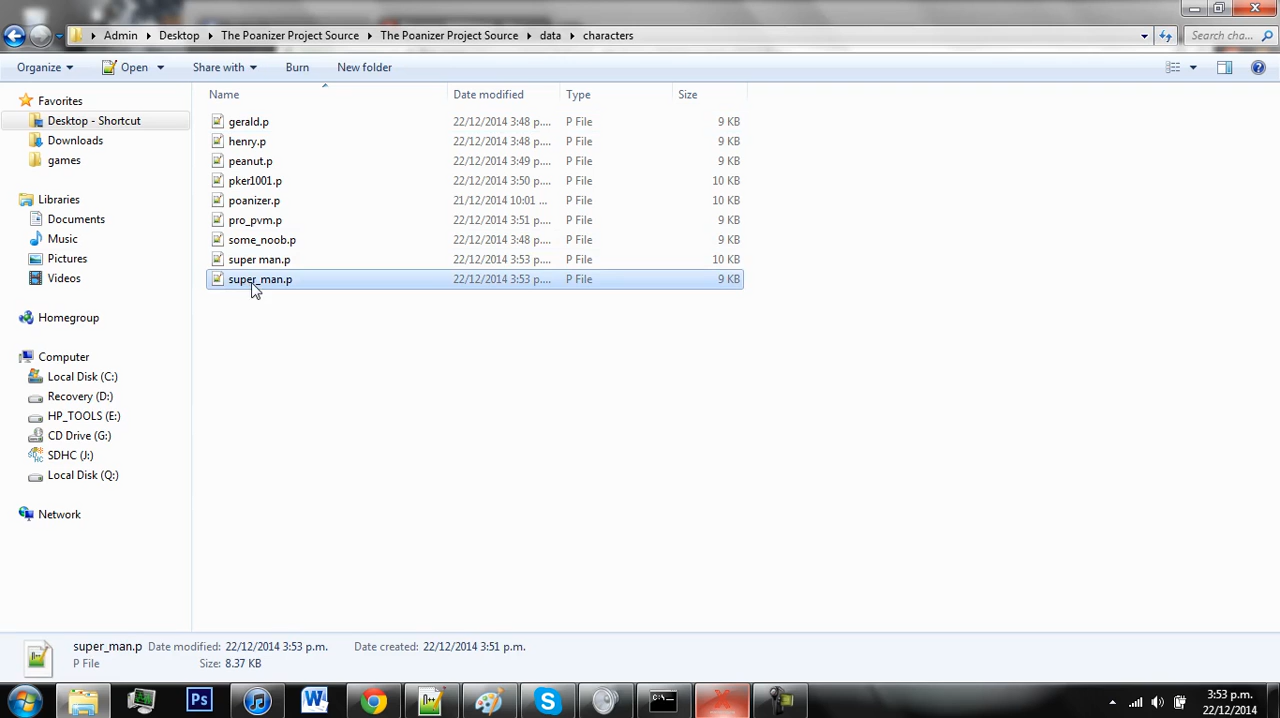 Admin Desktop The Poanizer Project Source The Poanizer Project Source data characters Search cha...
Organize Open Share with Burn New folder
Name Date modified Type Size
Favorites
Desktop - Shortcut
Downloads
games
Libraries
Documents
Music
Pictures
Videos
Homegroup
Computer
Local Disk (C:)
Recovery (D:)
HP_TOOLS (E:)
CD Drive (G:)
SDHC (J:)
Local Disk (Q:)
Network
gerald.p 22/12/2014 3:48 p.... P File 9 KB
henry.p 22/12/2014 3:48 p.... P File 9 KB
peanut.p 22/12/2014 3:49 p.... P File 9 KB
pker1001.p 22/12/2014 3:50 p.... P File 10 KB
poanizer.p 21/12/2014 10:01 ... P File 10 KB
pro_pvm.p 22/12/2014 3:51 p.... P File 9 KB
some_noob.p 22/12/2014 3:48 p.... P File 9 KB
super man.p 22/12/2014 3:53 p.... P File 10 KB
super_man.p 22/12/2014 3:53 p.... P File 9 KB
super_man.p Date modified: 22/12/2014 3:53 p.m. Date created: 22/12/2014 3:51 p.m.
P File Size: 8.37 KB
Ps
3:53 p.m.
22/12/2014